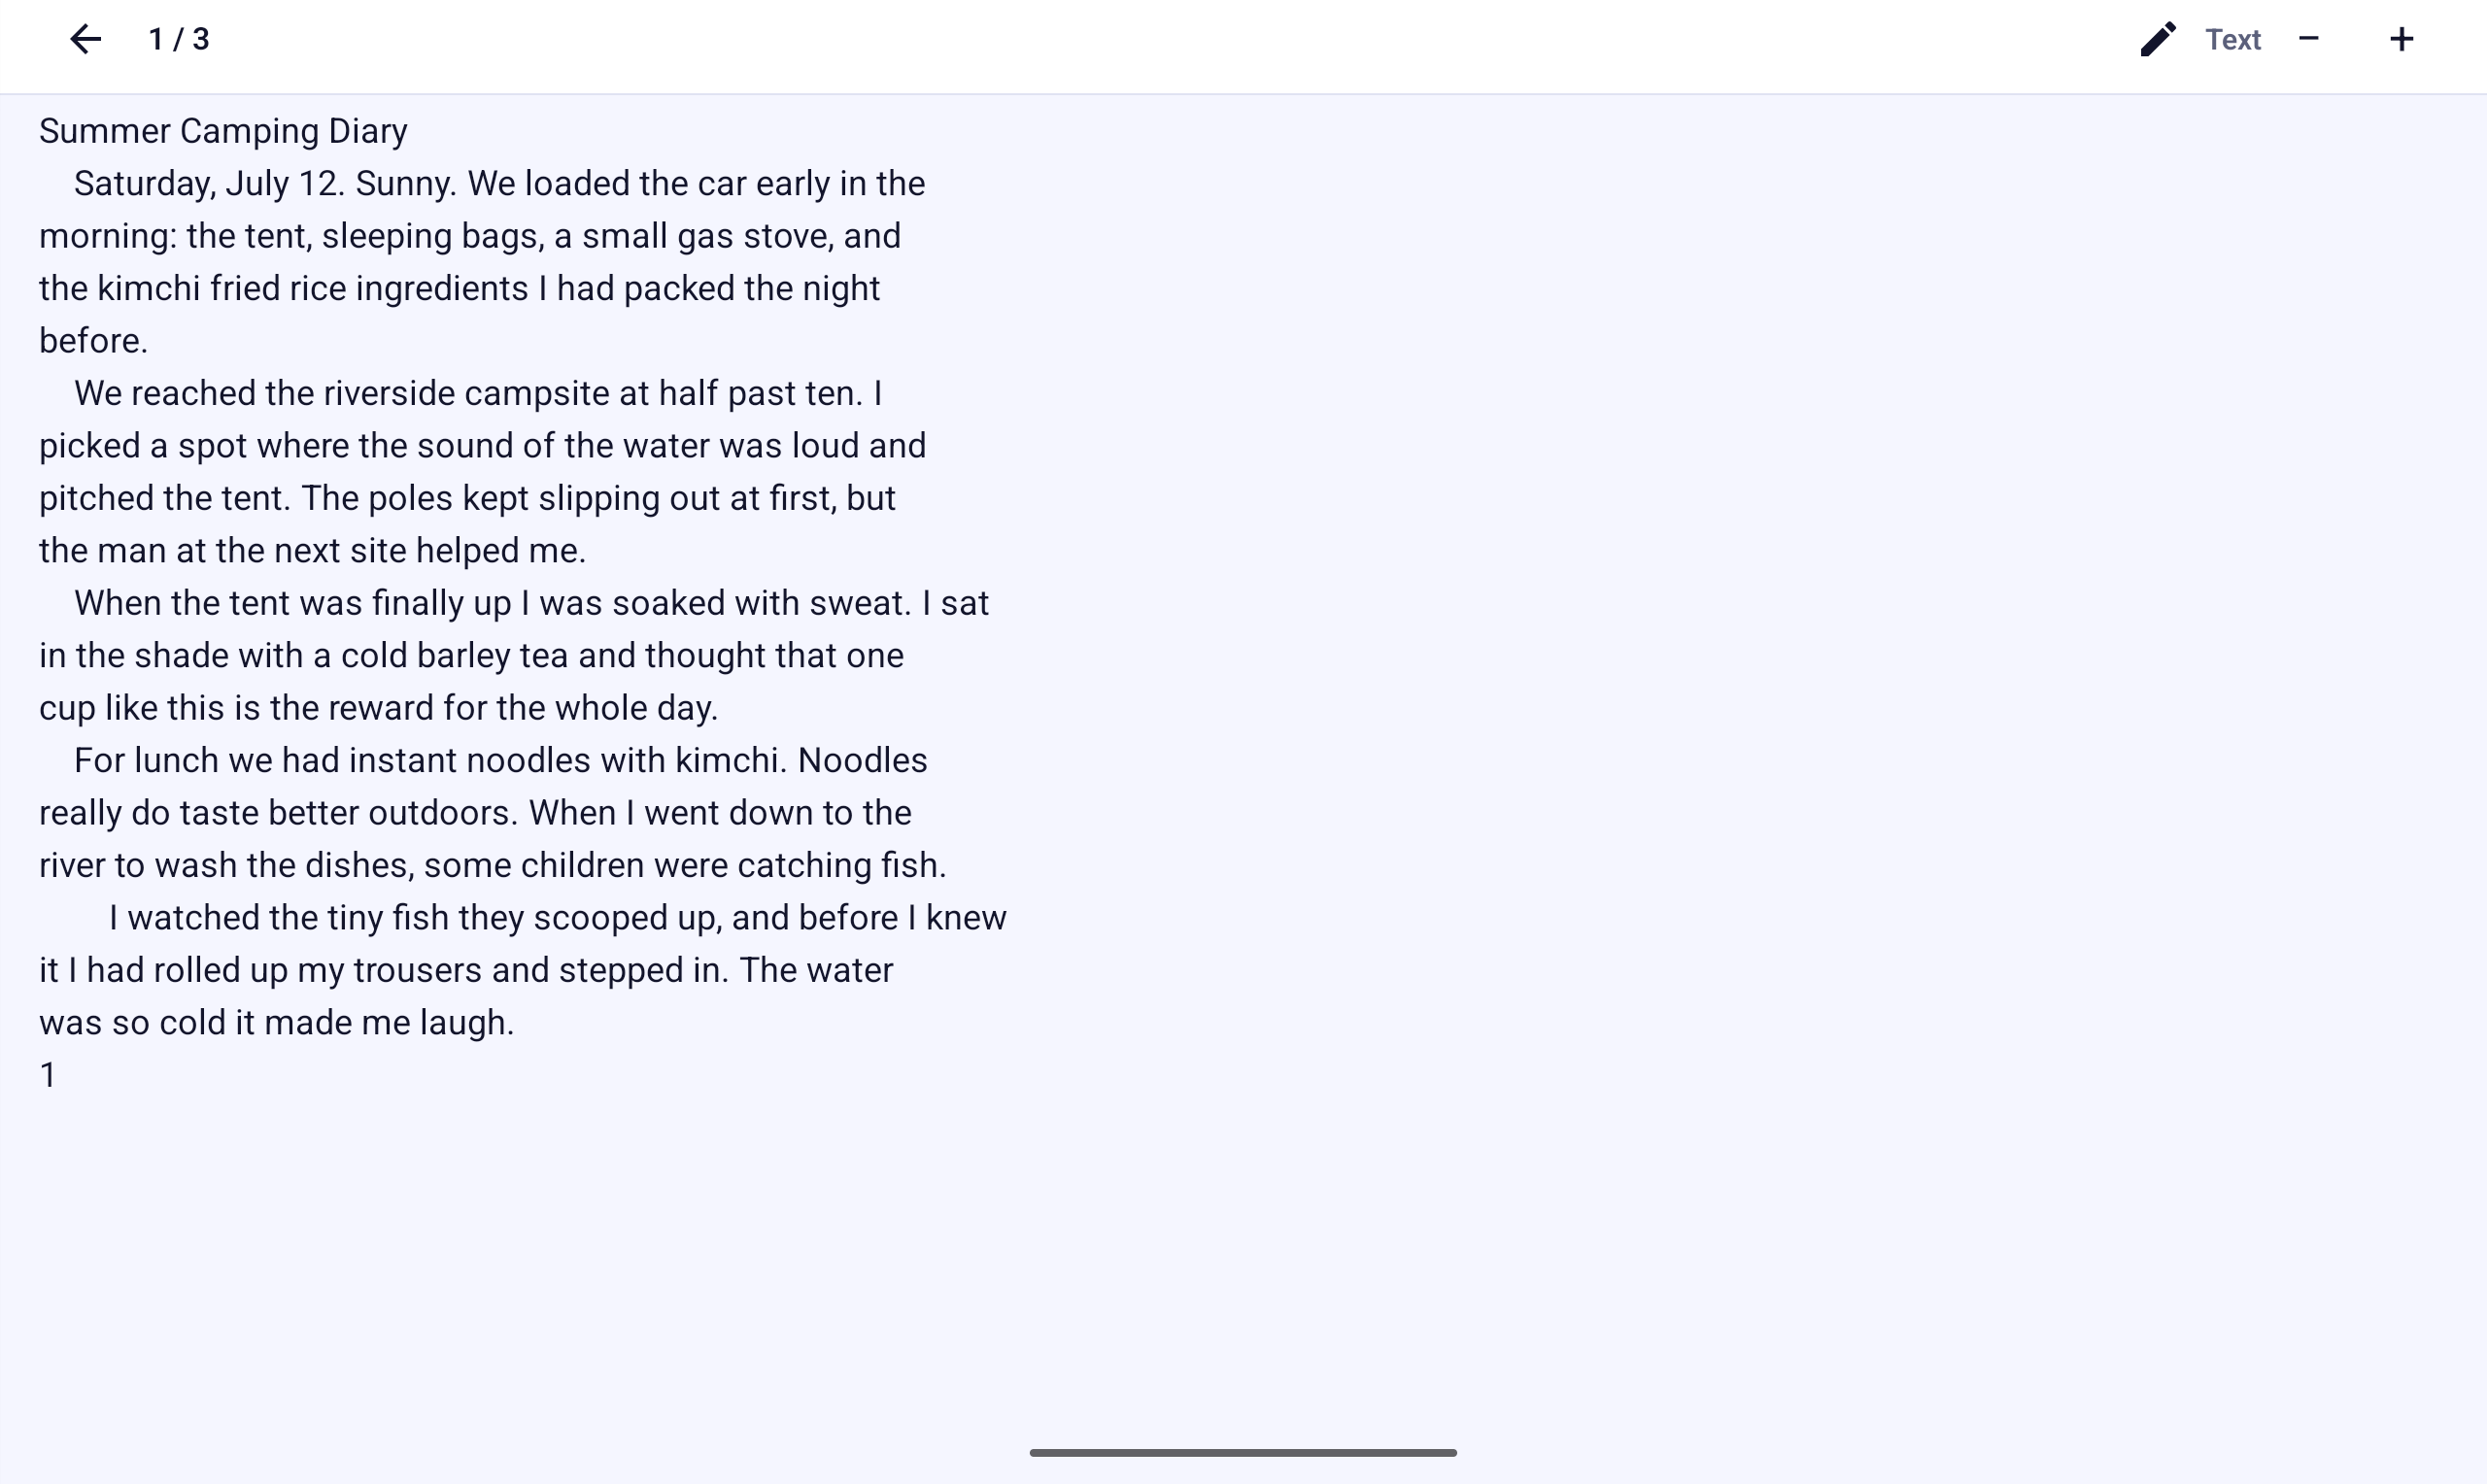 1 / 3
Text
Summer Camping Diary
Saturday, July 12. Sunny. We loaded the car early in the
morning: the tent, sleeping bags, a small gas stove, and
the kimchi fried rice ingredients I had packed the night
before.
We reached the riverside campsite at half past ten. I
picked a spot where the sound of the water was loud and
pitched the tent. The poles kept slipping out at first, but
the man at the next site helped me.
When the tent was finally up I was soaked with sweat. I sat
in the shade with a cold barley tea and thought that one
cup like this is the reward for the whole day.
For lunch we had instant noodles with kimchi. Noodles
really do taste better outdoors. When I went down to the
river to wash the dishes, some children were catching fish.
I watched the tiny fish they scooped up, and before I knew
it I had rolled up my trousers and stepped in. The water
was so cold it made me laugh.
1